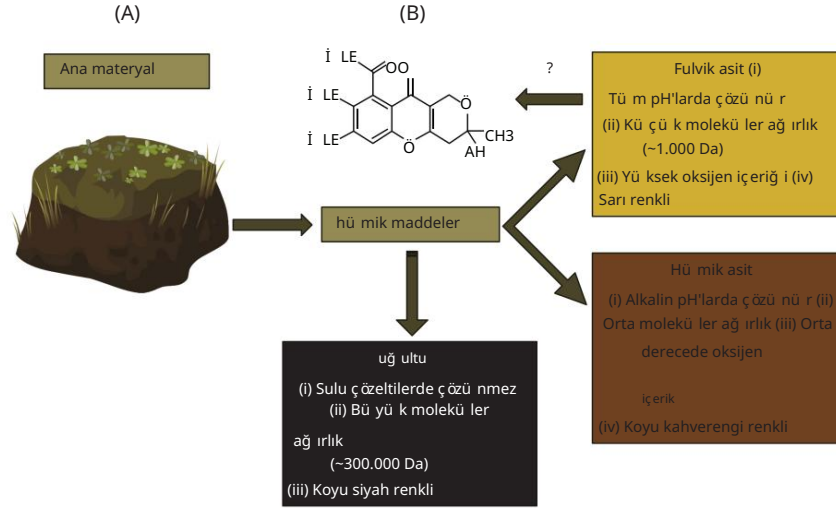 (A)
(B)
Ana materyal
İ LE
OO
İ LE
İ LE
Ö
Ö
CH3
AH
?
Fulvik asit (i)
Tü m pH'larda çözü nü r
(ii) Kü çü k molekü ler ağ ırlık
(~1.000 Da)
(iii) Yü ksek oksijen içeriğ i (iv)
Sarı renkli
hü mik maddeler
Hü mik asit
(i) Alkalin pH'larda çözü nü r (ii)
Orta molekü ler ağ ırlık (iii) Orta
derecede oksijen
içerik
(iv) Koyu kahverengi renkli
uğ ultu
(i) Sulu çözeltilerde çözü nmez
(ii) Bü yü k molekü ler
ağ ırlık
(~300.000 Da)
(iii) Koyu siyah renkli